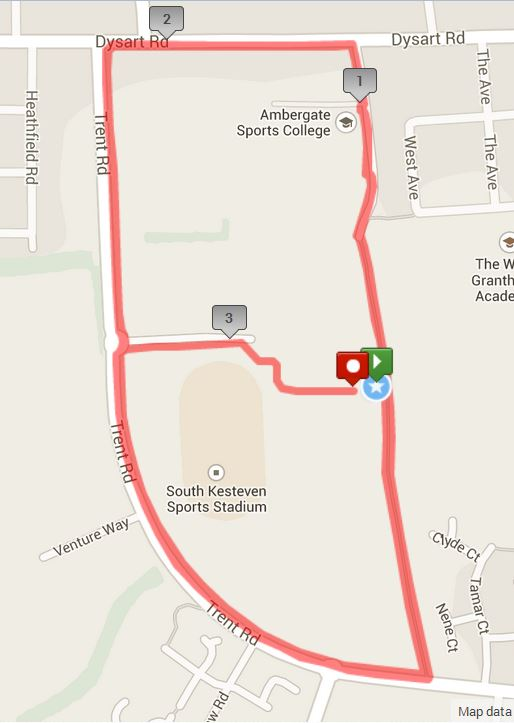 2
Dysart Rd
Dysart Rd
1
Ambergate
Sports College
The Ave
Heathfield Rd
Trent Rd
West Ave
The Ave
The W
Granth
Acade
3
Trent Rd
South Kesteven
Sports Stadium
Venture Way
Clyde Ct
Tamar Ct
Nene Ct
Trent Rd
w Rd
Map data